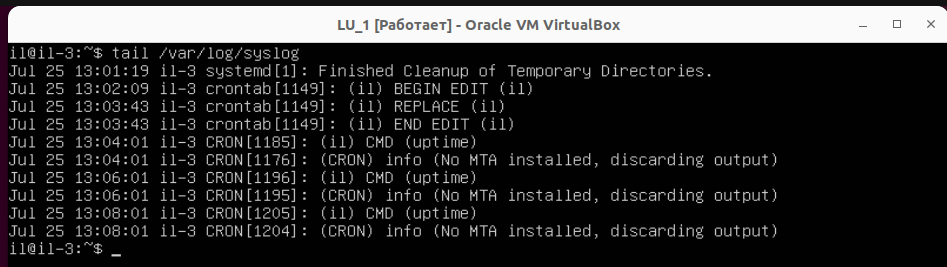 LU_1 [Работает] - Oracle VM VirtualBox
il@il-3:~$ tail /var/log/syslog
Jul 25 13:01:19 il-3 systemd[1]: Finished Cleanup of Temporary Directories.
Jul 25 13:02:09 il-3 crontab[1149]: (il) BEGIN EDIT (il)
Jul 25 13:03:43 il-3 crontab[1149]: (il) REPLACE (il)
Jul 25 13:03:43 il-3 crontab[1149]: (il) END EDIT (il)
Jul 25 13:04:01 il-3 CRON[1185]: (il) CMD (uptime)
Jul 25 13:04:01 il-3 CRON[1176]: (CRON) info (No MTA installed, discarding output)
Jul 25 13:06:01 il-3 CRON[1196]: (il) CMD (uptime)
Jul 25 13:06:01 il-3 CRON[1195]: (CRON) info (No MTA installed, discarding output)
Jul 25 13:08:01 il-3 CRON[1205]: (il) CMD (uptime)
Jul 25 13:08:01 il-3 CRON[1204]: (CRON) info (No MTA installed, discarding output)
il@il-3:~$ _